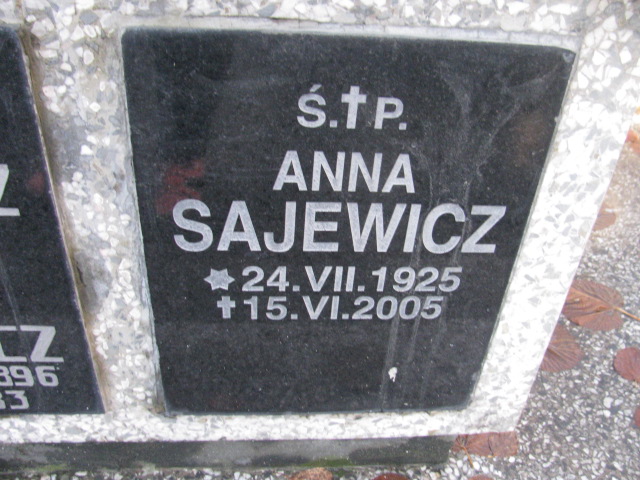 Ś.✝P.
ANNA
SAJEWICZ
* 24.VII.1925
✝ 15.VI.2005